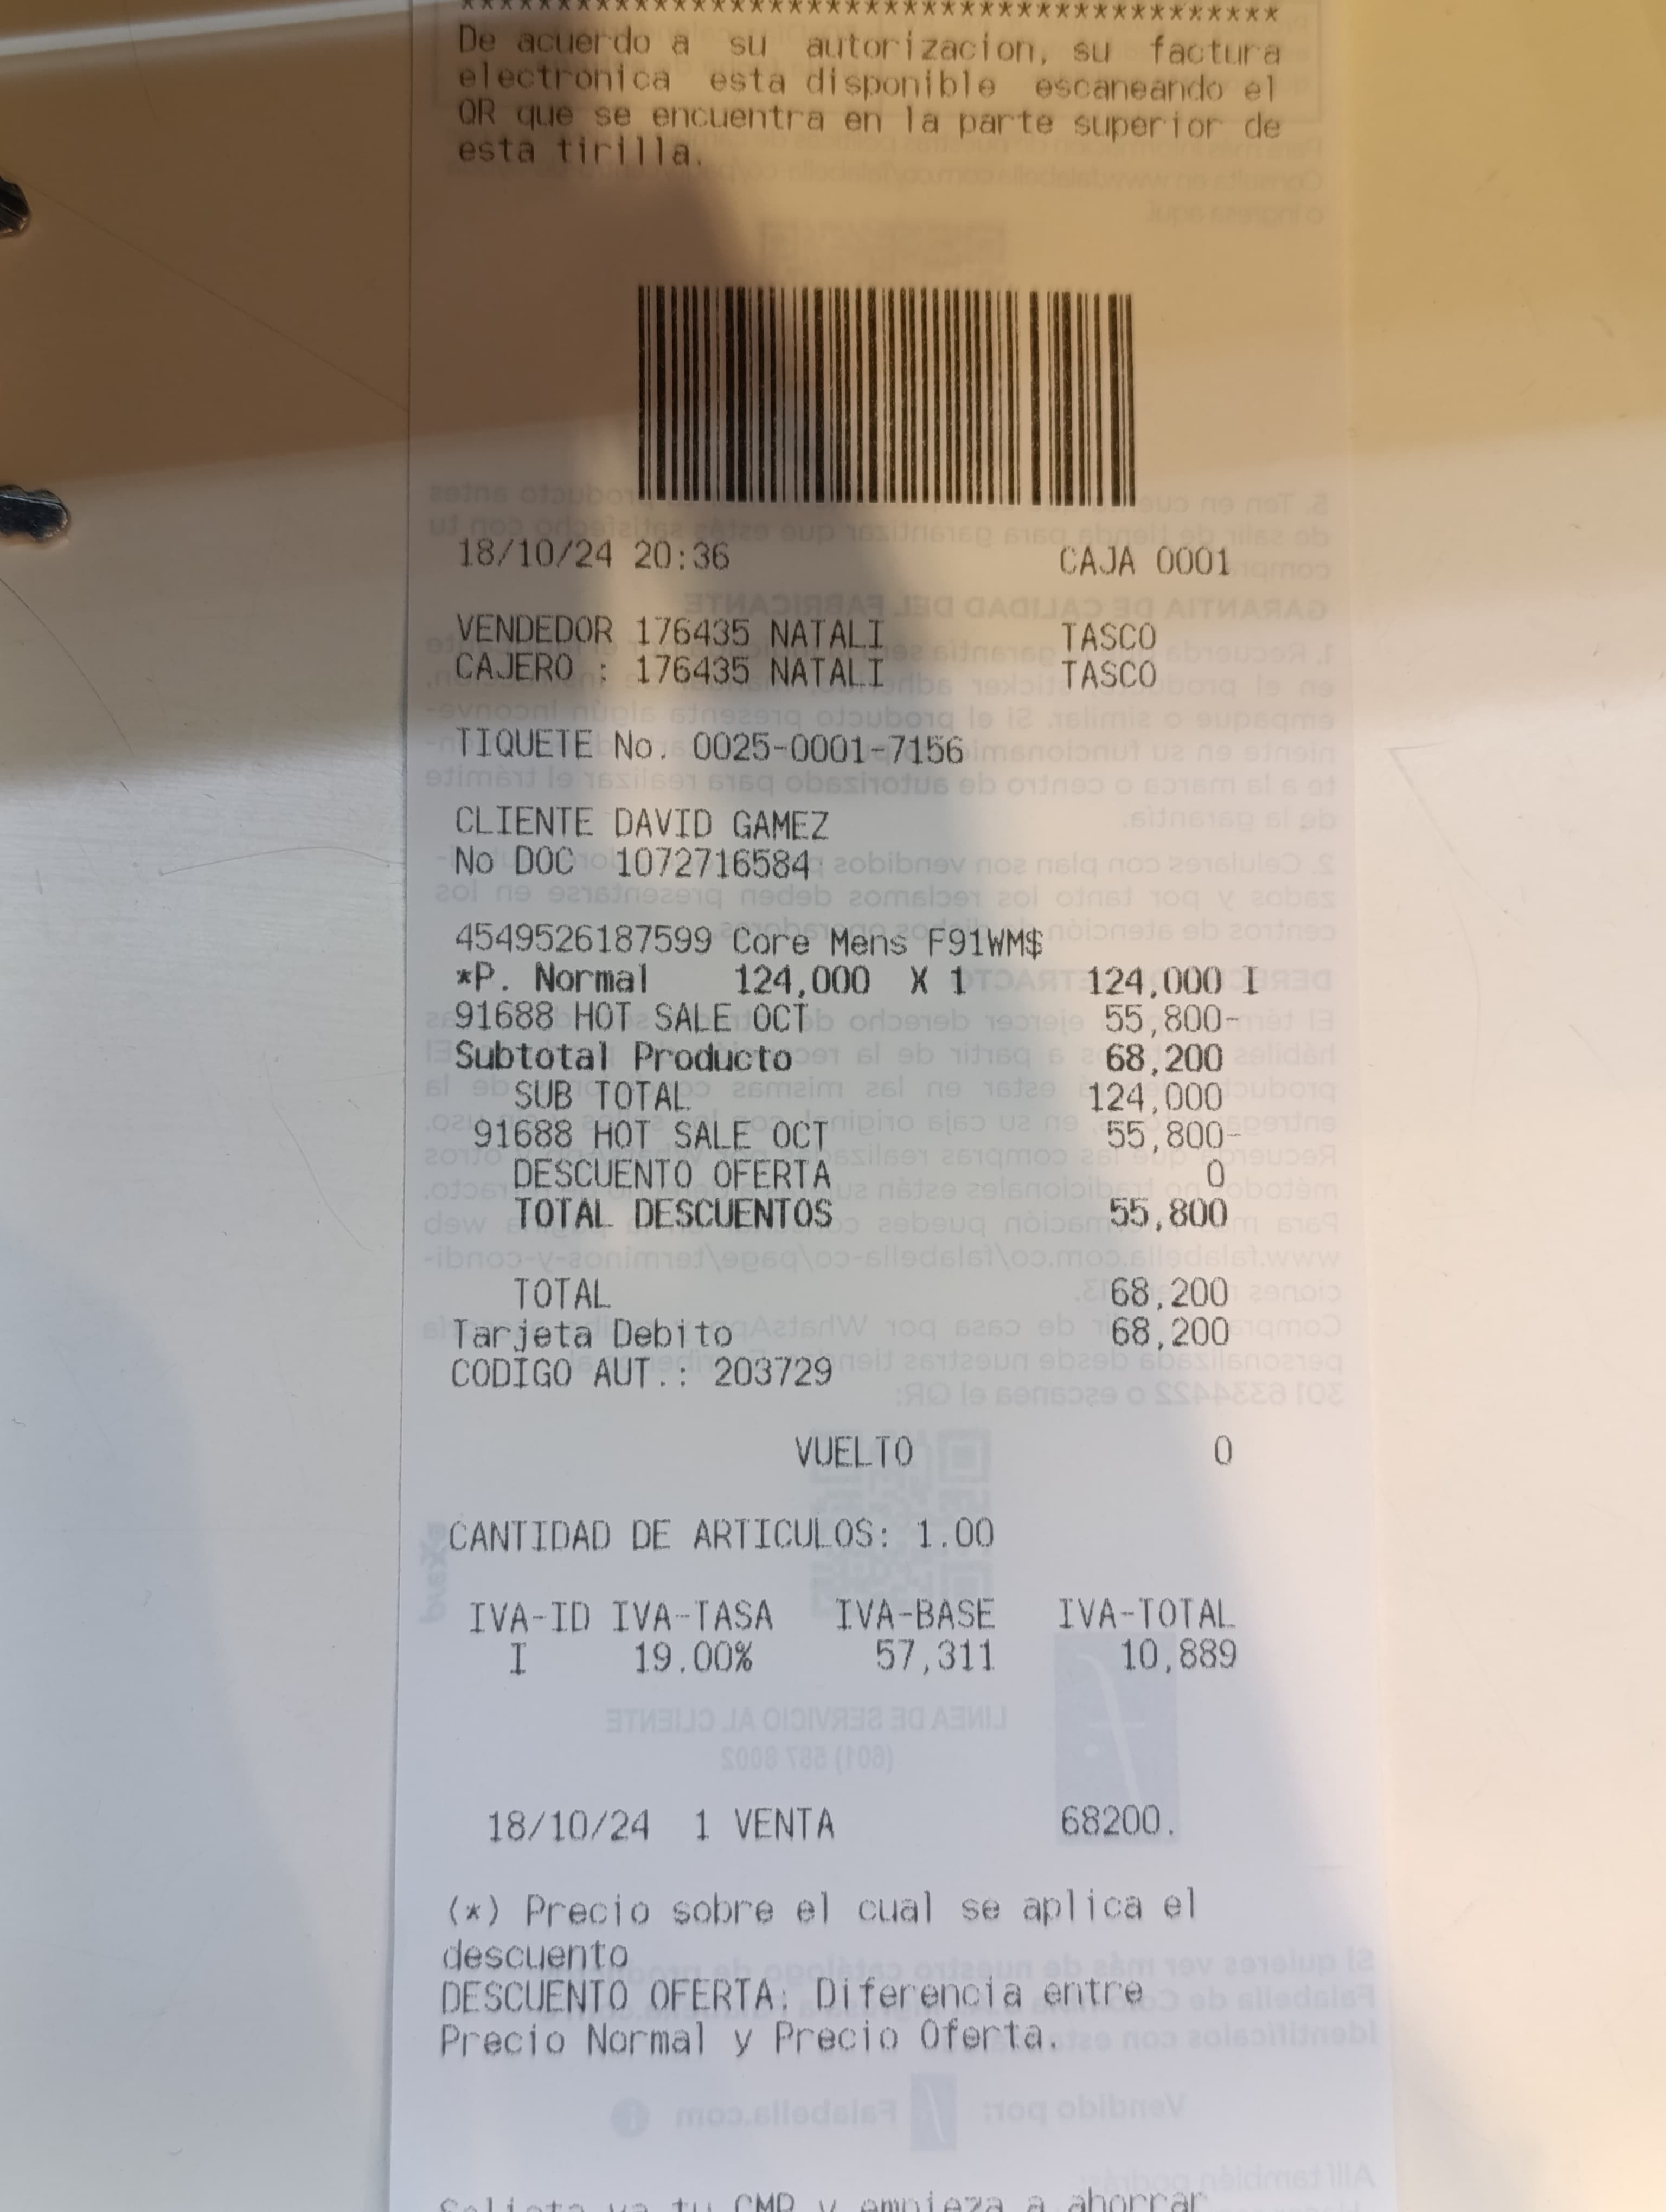 ******************************************
De acuerdo a su autorizacion, su factura
electronica esta disponible escaneando el
QR que se encuentra en la parte superior de
esta tirilla.
18/10/24 20:36 CAJA 0001
VENDEDOR 176435 NATALI TASCO
CAJERO : 176435 NATALI TASCO
TIQUETE No. 0025-0001-7156
CLIENTE DAVID GAMEZ
No DOC 1072716584
4549526187599 Core Mens F91WM$
*P. Normal 124,000 X 1 124,000 I
91688 HOT SALE OCT 55,800-
Subtotal Producto 68,200
SUB TOTAL 124,000
91688 HOT SALE OCT 55,800-
DESCUENTO OFERTA 0
TOTAL DESCUENTOS 55,800
TOTAL 68,200
Tarjeta Debito 68,200
CODIGO AUT.: 203729
VUELTO 0
CANTIDAD DE ARTICULOS: 1.00
IVA-ID IVA-TASA IVA-BASE IVA-TOTAL
I 19.00% 57,311 10,889
18/10/24 1 VENTA 68200.
(*) Precio sobre el cual se aplica el
descuento
DESCUENTO OFERTA: Diferencia entre
Precio Normal y Precio Oferta.
ya tu CMR y empieza a ahorrar